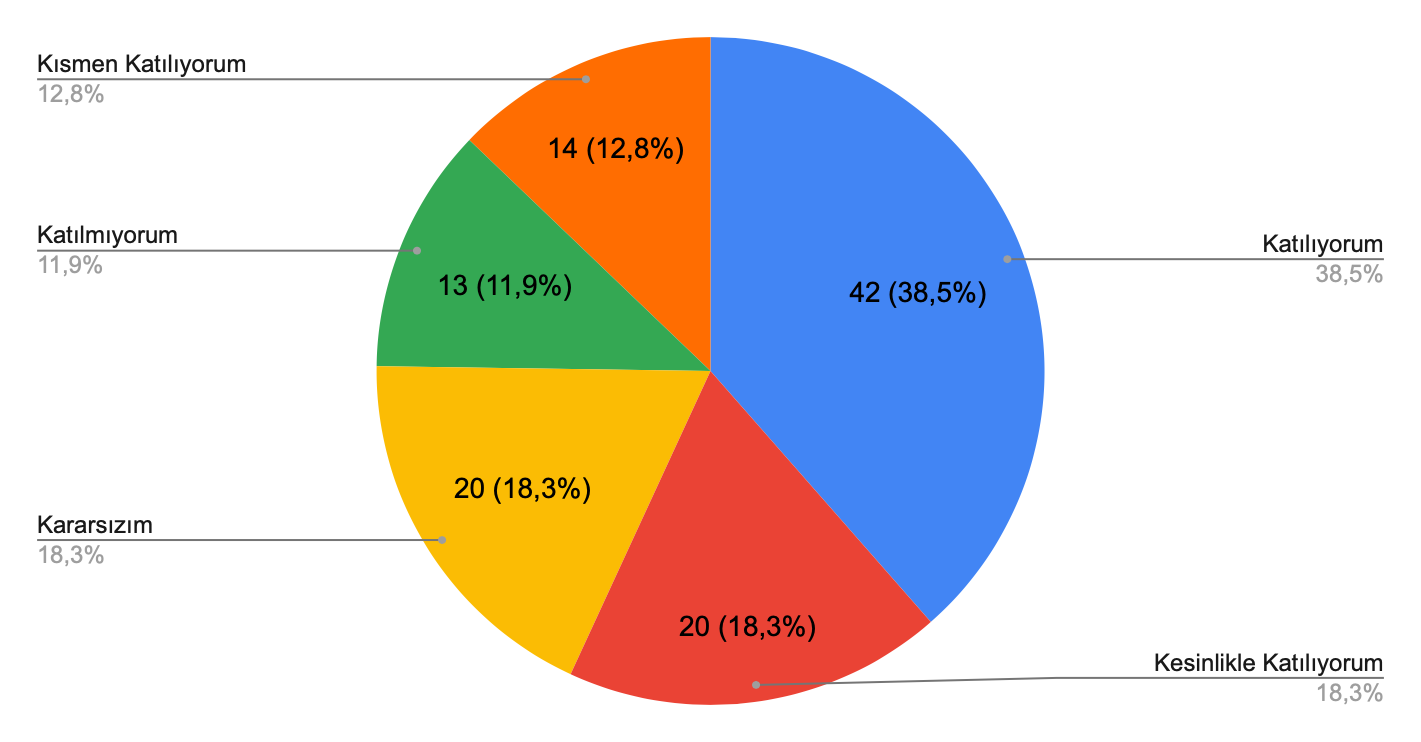 Kısmen Katılıyorum
12,8%
14 (12,8%)
Katılmıyorum
11,9%
13 (11,9%)
Katılıyorum
38,5%
42 (38,5%)
Kararsızım
18,3%
20 (18,3%)
20 (18,3%)
Kesinlikle Katılıyorum
18,3%